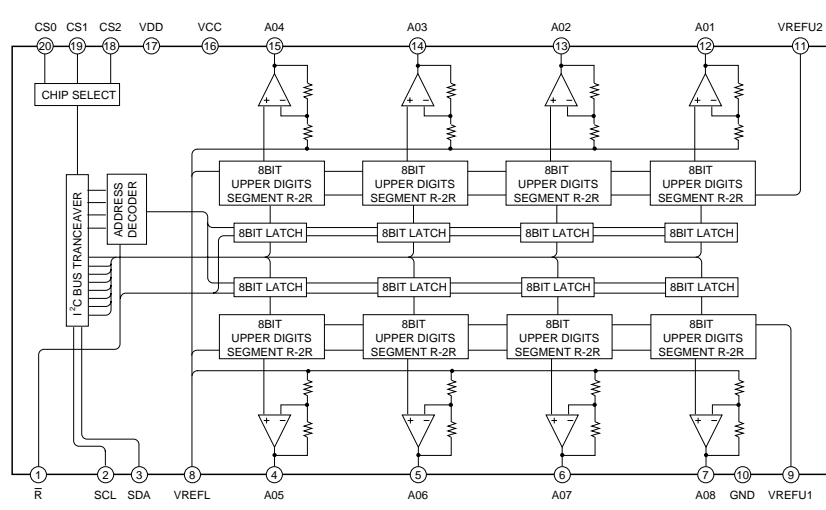 CS0 CS1 CS2 VDD VCC A04 A03 A02 A01 VREFU2
20 19 18 17 16 15 14 13 12 11
CHIP SELECT
+ − + − + − + −
8BIT 8BIT 8BIT 8BIT
UPPER DIGITS UPPER DIGITS UPPER DIGITS UPPER DIGITS
SEGMENT R-2R SEGMENT R-2R SEGMENT R-2R SEGMENT R-2R
I²C BUS TRANCEAVER
ADDRESS
DECODER
8BIT LATCH 8BIT LATCH 8BIT LATCH 8BIT LATCH
8BIT LATCH 8BIT LATCH 8BIT LATCH 8BIT LATCH
8BIT 8BIT 8BIT 8BIT
UPPER DIGITS UPPER DIGITS UPPER DIGITS UPPER DIGITS
SEGMENT R-2R SEGMENT R-2R SEGMENT R-2R SEGMENT R-2R
+ − + − + − + −
1 2 3 8 4 5 6 7 10 9
R̅ SCL SDA VREFL A05 A06 A07 A08 GND VREFU1